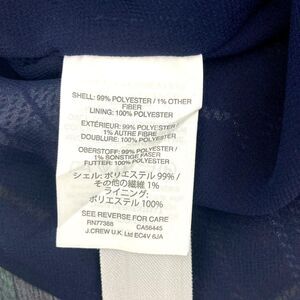 SHELL: 99% POLYESTER / 1% OTHER
FIBER
LINING: 100% POLYESTER
EXTÉRIEUR: 99% POLYESTER /
1% AUTRE FIBRE
DOUBLURE: 100% POLYESTER
OBERSTOFF: 99% POLYESTER /
1% SONSTIGE FASER
FUTTER: 100% POLYESTER
シェル: ポリエステル 99% /
その他の繊維 1%
ライニング:
ポリエステル 100%
SEE REVERSE FOR CARE
RN77388 CA56445
J.CREW U.K. Ltd EC4V 6JA